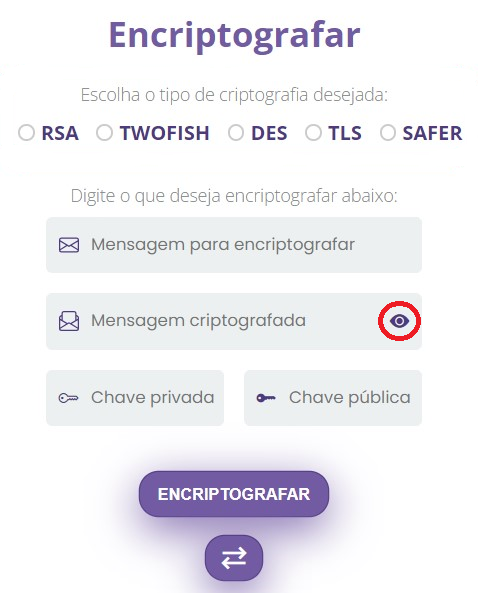 Encriptografar
Escolha o tipo de criptografia desejada:
RSA TWOFISH DES TLS SAFER
Digite o que deseja encriptografar abaixo:
Mensagem para encriptografar
Mensagem criptografada
Chave privada Chave pública
ENCRIPTOGRAFAR